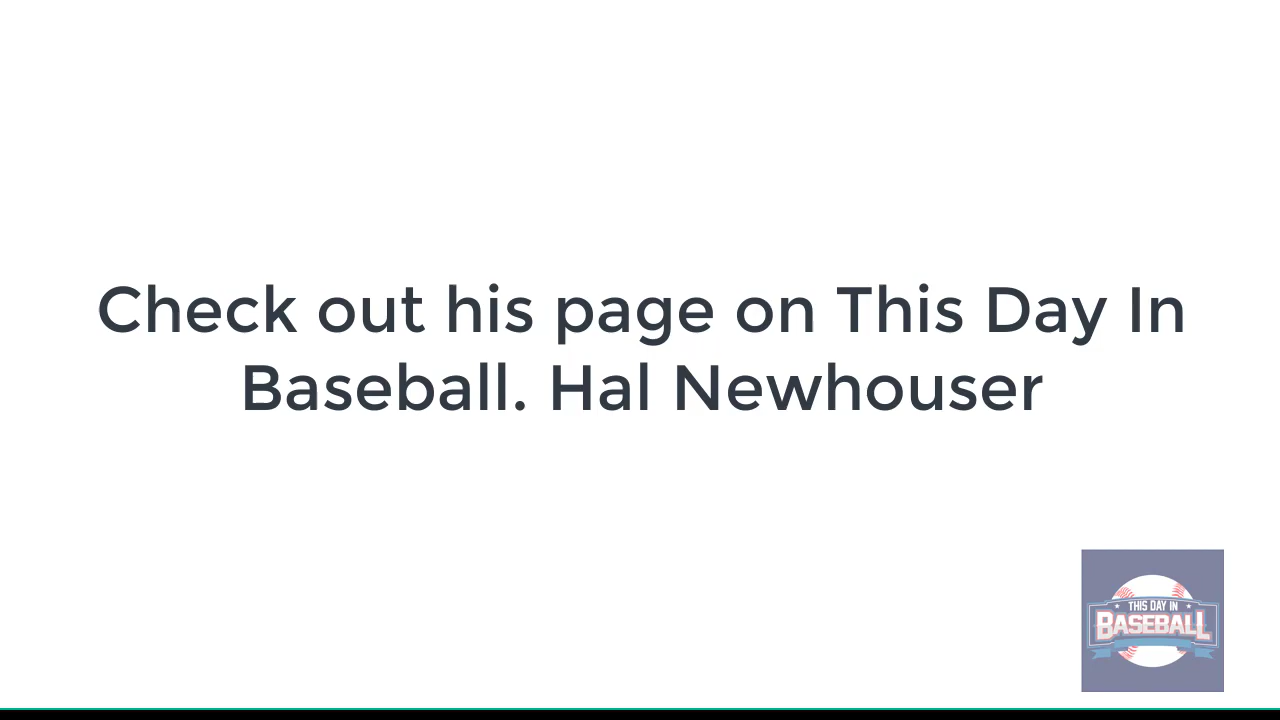 Check out his page on This Day In
Baseball. Hal Newhouser
THIS DAY IN
BASEBALL